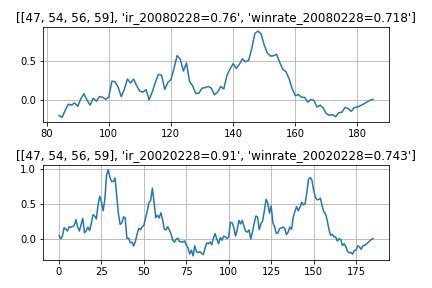 [[47, 54, 56, 59], 'ir_20080228=0.76', 'winrate_20080228=0.718']
0.5
0.0
80 100 120 140 160 180
[[47, 54, 56, 59], 'ir_20020228=0.91', 'winrate_20020228=0.743']
1.0
0.5
0.0
0 25 50 75 100 125 150 175